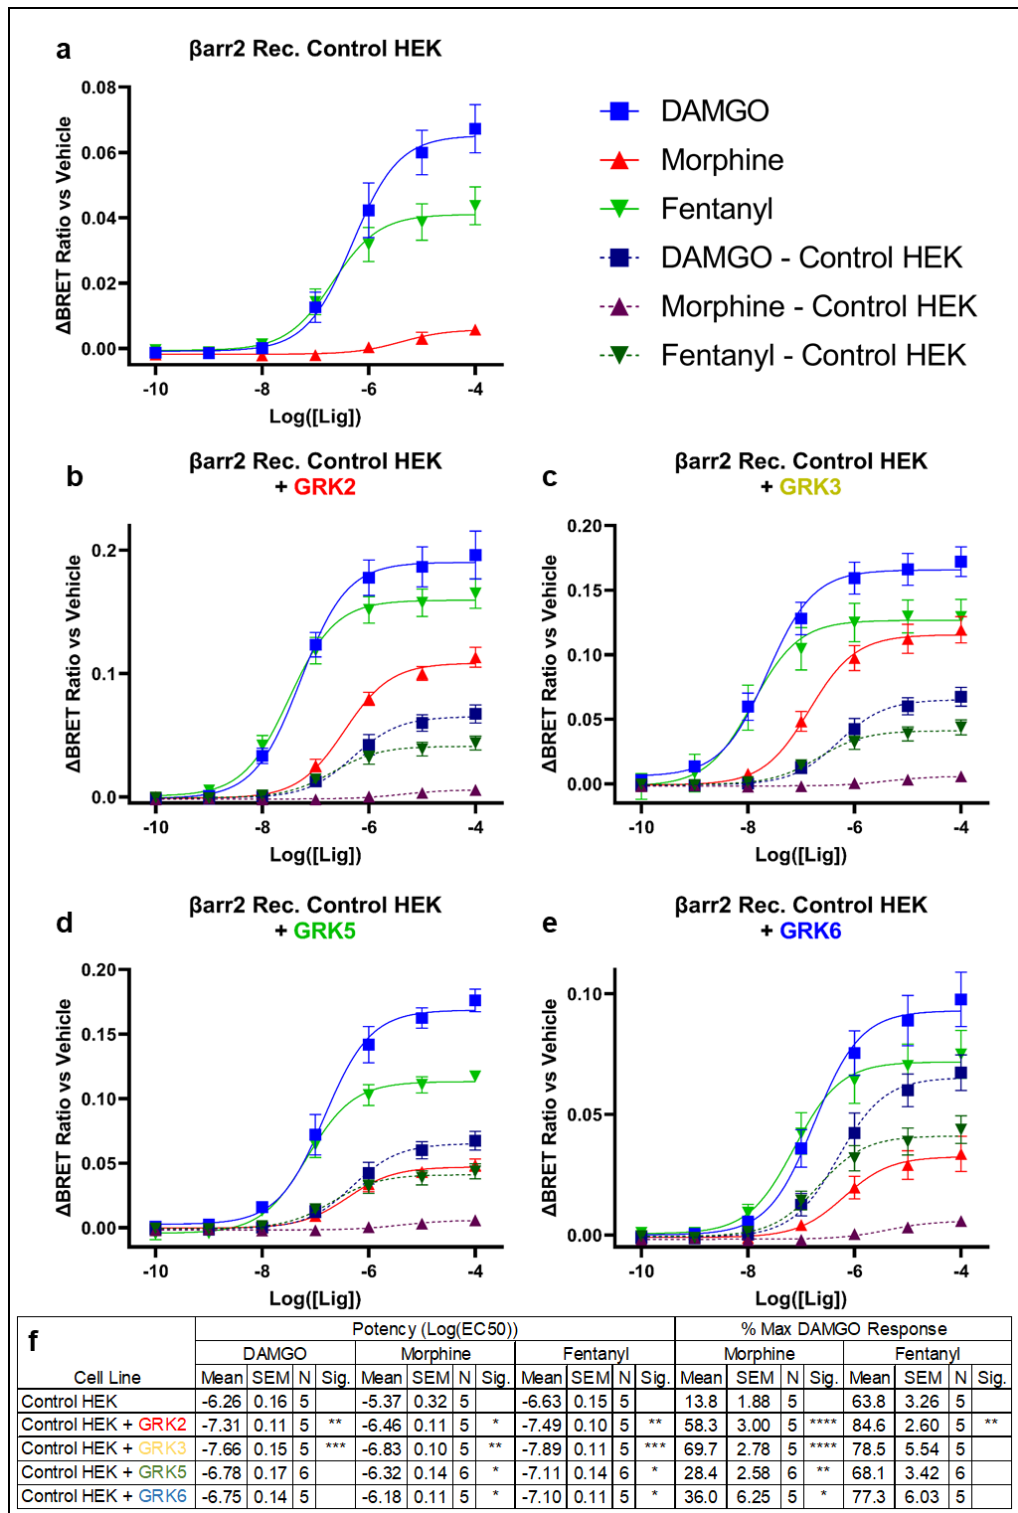 a
βarr2 Rec. Control HEK
ΔBRET Ratio vs Vehicle
0.08
0.06
0.04
0.02
0.00
-10 -8 -6 -4
Log([Lig])
DAMGO
Morphine
Fentanyl
DAMGO - Control HEK
Morphine - Control HEK
Fentanyl - Control HEK
b
βarr2 Rec. Control HEK
+ GRK2
ΔBRET Ratio vs Vehicle
0.2
0.1
0.0
-10 -8 -6 -4
Log([Lig])
c
βarr2 Rec. Control HEK
+ GRK3
ΔBRET Ratio vs Vehicle
0.20
0.15
0.10
0.05
0.00
-10 -8 -6 -4
Log([Lig])
d
βarr2 Rec. Control HEK
+ GRK5
ΔBRET Ratio vs Vehicle
0.20
0.15
0.10
0.05
0.00
-10 -8 -6 -4
Log([Lig])
e
βarr2 Rec. Control HEK
+ GRK6
ΔBRET Ratio vs Vehicle
0.10
0.05
0.00
-10 -8 -6 -4
Log([Lig])
f
Potency (Log(EC50)) % Max DAMGO Response
DAMGO Morphine Fentanyl Morphine Fentanyl
Cell Line Mean SEM N Sig. Mean SEM N Sig. Mean SEM N Sig. Mean SEM N Sig. Mean SEM N Sig.
Control HEK -6.26 0.16 5 -5.37 0.32 5 -6.63 0.15 5 13.8 1.88 5 63.8 3.26 5
Control HEK + GRK2 -7.31 0.11 5 ** -6.46 0.11 5 * -7.49 0.10 5 ** 58.3 3.00 5 **** 84.6 2.60 5 **
Control HEK + GRK3 -7.66 0.15 5 *** -6.83 0.10 5 ** -7.89 0.11 5 *** 69.7 2.78 5 **** 78.5 5.54 5
Control HEK + GRK5 -6.78 0.17 6 -6.32 0.14 6 * -7.11 0.14 6 * 28.4 2.58 6 ** 68.1 3.42 6
Control HEK + GRK6 -6.75 0.14 5 -6.18 0.11 5 * -7.10 0.11 5 * 36.0 6.25 5 * 77.3 6.03 5